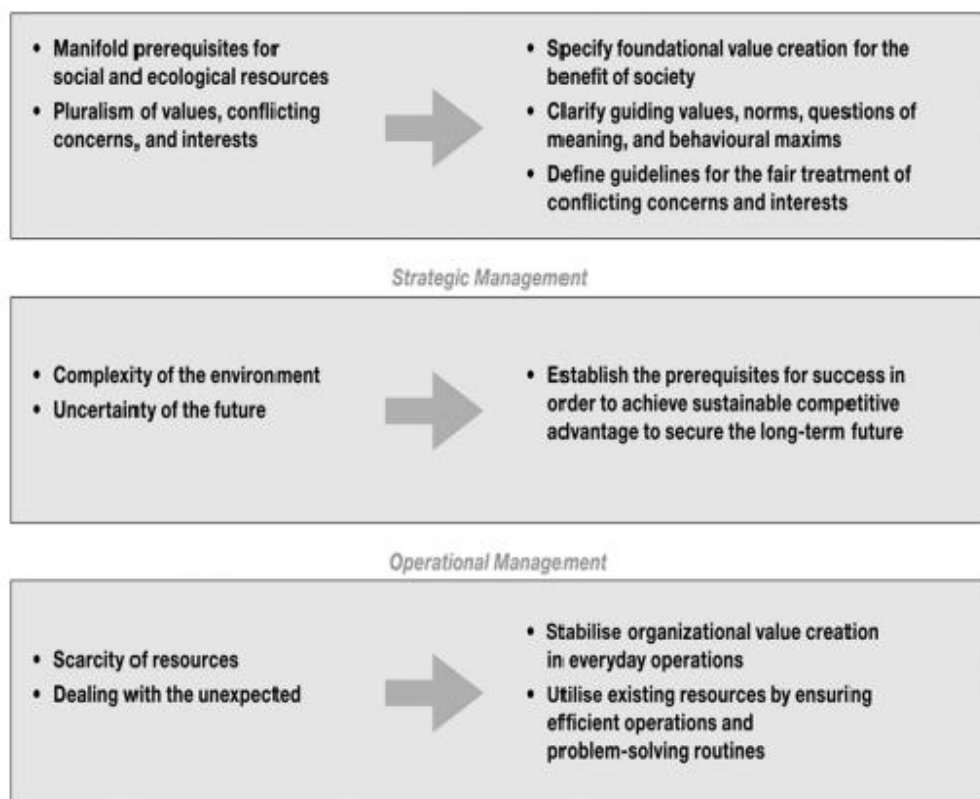 • Manifold prerequisites for
social and ecological resources
• Pluralism of values, conflicting
concerns, and interests
• Specify foundational value creation for the
benefit of society
• Clarify guiding values, norms, questions of
meaning, and behavioural maxims
• Define guidelines for the fair treatment of
conflicting concerns and interests
Strategic Management
• Complexity of the environment
• Uncertainty of the future
• Establish the prerequisites for success in
order to achieve sustainable competitive
advantage to secure the long-term future
Operational Management
• Scarcity of resources
• Dealing with the unexpected
• Stabilise organizational value creation
in everyday operations
• Utilise existing resources by ensuring
efficient operations and
problem-solving routines